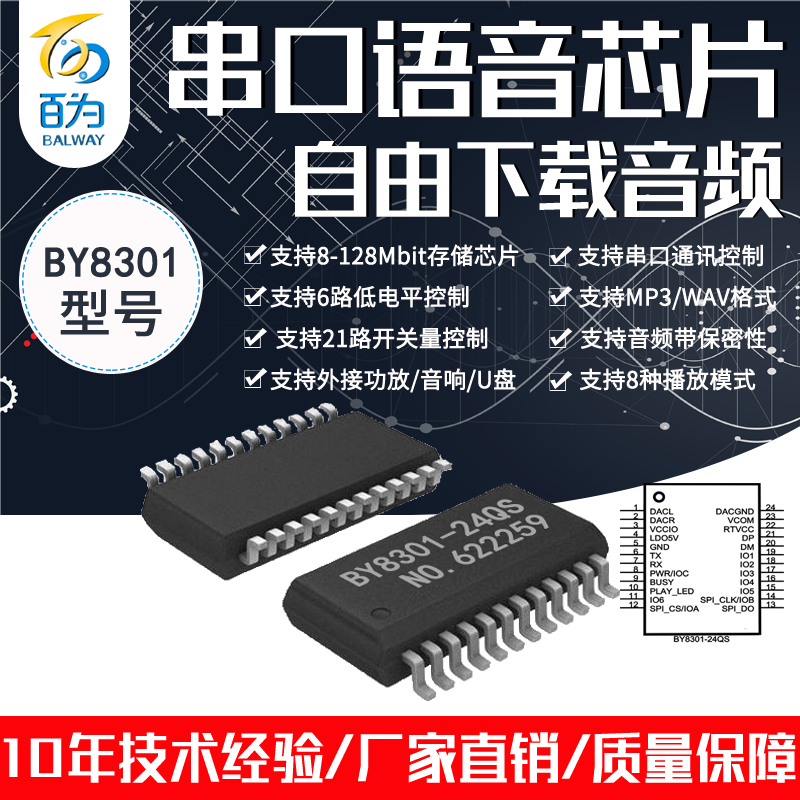 百为
BALWAY
串口语音芯片
自由下载音频
BY8301
型号
支持8-128Mbit存储芯片
支持串口通讯控制
支持6路低电平控制
支持MP3/WAV格式
支持21路开关量控制
支持音频带保密性
支持外接功放/音响/U盘
支持8种播放模式
BY8301-24QS
NO.622259
1 DACL DACGND 24
2 DACR VCOM 23
3 VCCIO RTVCC 22
4 LDO5V DP 21
5 GND DM 20
6 TX IO1 19
7 RX IO2 18
8 PWR/IOC IO3 17
9 BUSY IO4 16
10 PLAY_LED IO5 15
11 IO6 SPI_CLK/IOB 14
12 SPI_CS/IOA SPI_DO 13
BY8301-24QS
10年技术经验/厂家直销/质量保障